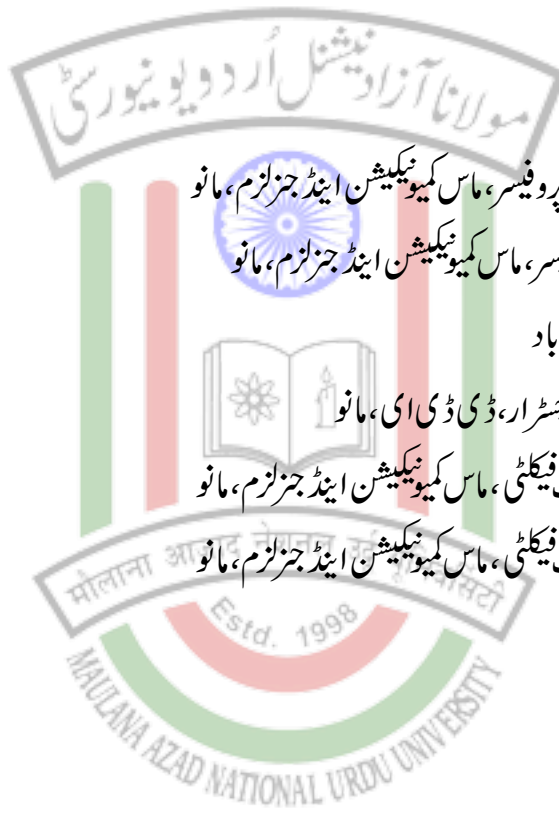 مولانا آزاد نیشنل اُردو یونیورسٹی
پروفیسر، ماس کمیونیکیشن اینڈ جرنلزم، مانو
سر، ماس کمیونیکیشن اینڈ جرنلزم، مانو
باد
سٹرار، ڈی ڈی ای، مانو
فیکلٹی، ماس کمیونیکیشن اینڈ جرنلزم، مانو
فیکلٹی، ماس کمیونیکیشن اینڈ جرنلزم، مانو
मौलाना आज़ाद नेशनल उर्दू यूनिवर्सिटी
Estd. 1998
MAULANA AZAD NATIONAL URDU UNIVERSITY